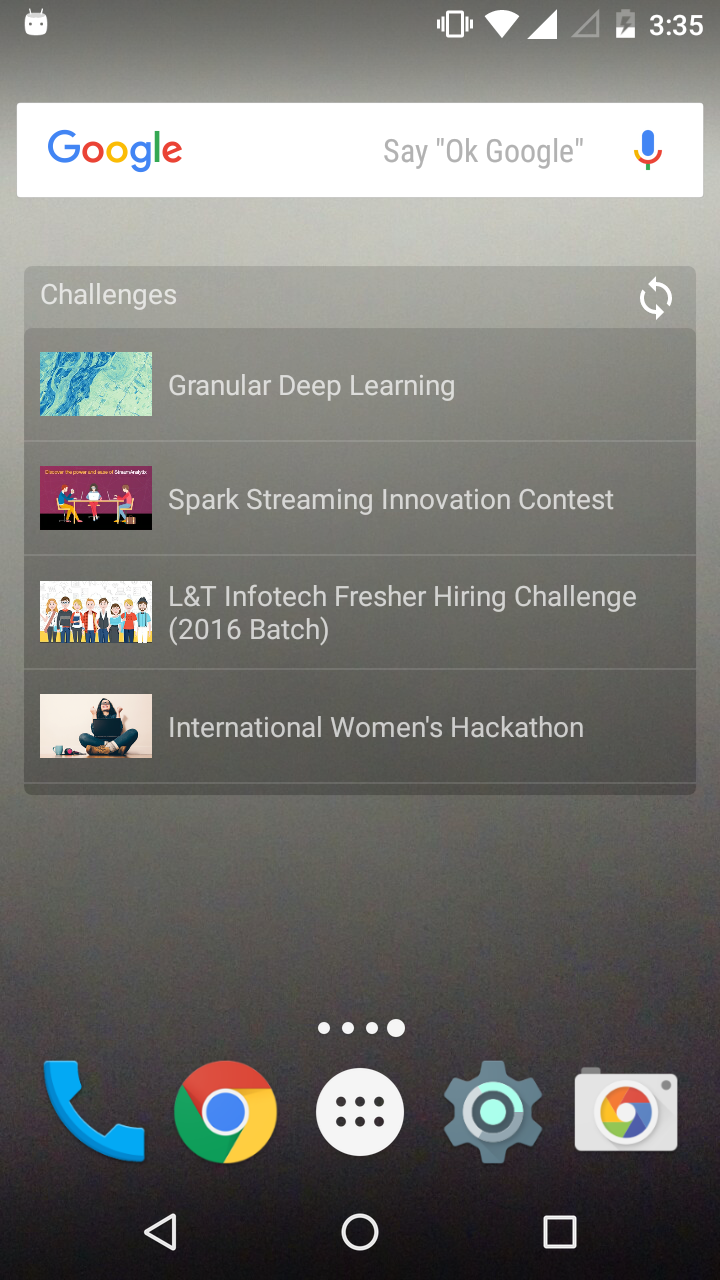 3:35
Google
Say "Ok Google"
Challenges
Granular Deep Learning
Discover the power and ease of StreamAnalytix
Spark Streaming Innovation Contest
L&T Infotech Fresher Hiring Challenge
(2016 Batch)
International Women's Hackathon